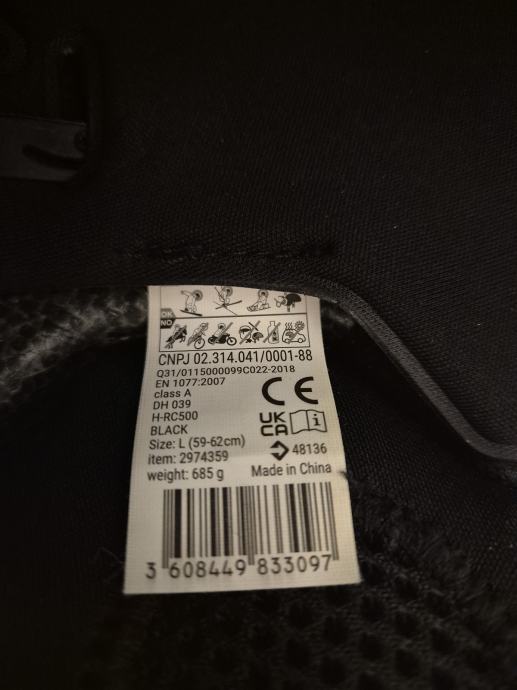 OK
NO
CNPJ 02.314.041/0001-88
Q31/0115000099C022-2018
EN 1077:2007
class A
DH 039
H-RC500
BLACK
Size: L (59-62cm)
item: 2974359
weight: 685 g
CE
UK
CA
48136
Made in China
3 608449 833097